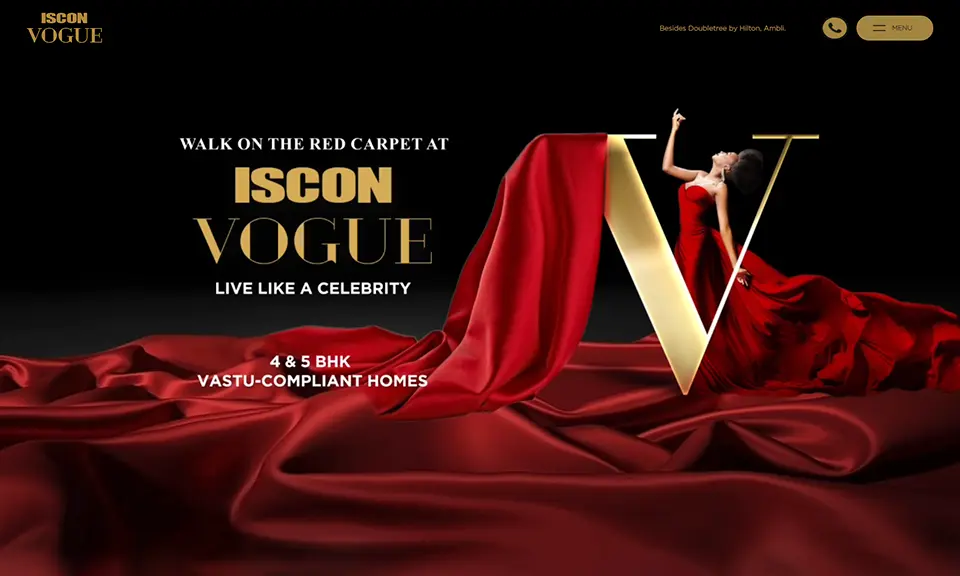 ISCON
VOGUE
Besides Doubletree by Hilton, Ambli.
MENU
WALK ON THE RED CARPET AT
ISCON
VOGUE
LIVE LIKE A CELEBRITY
4 & 5 BHK
VASTU-COMPLIANT HOMES
V